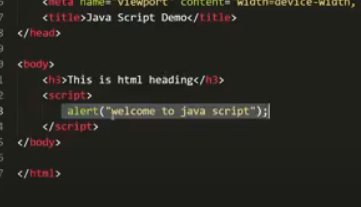 <meta name="viewport" content="width=device-width,
<title>Java Script Demo</title>
</head>
<body>
<h3>This is html heading</h3>
<script>
alert("welcome to java script");
</script>
</body>
</html>